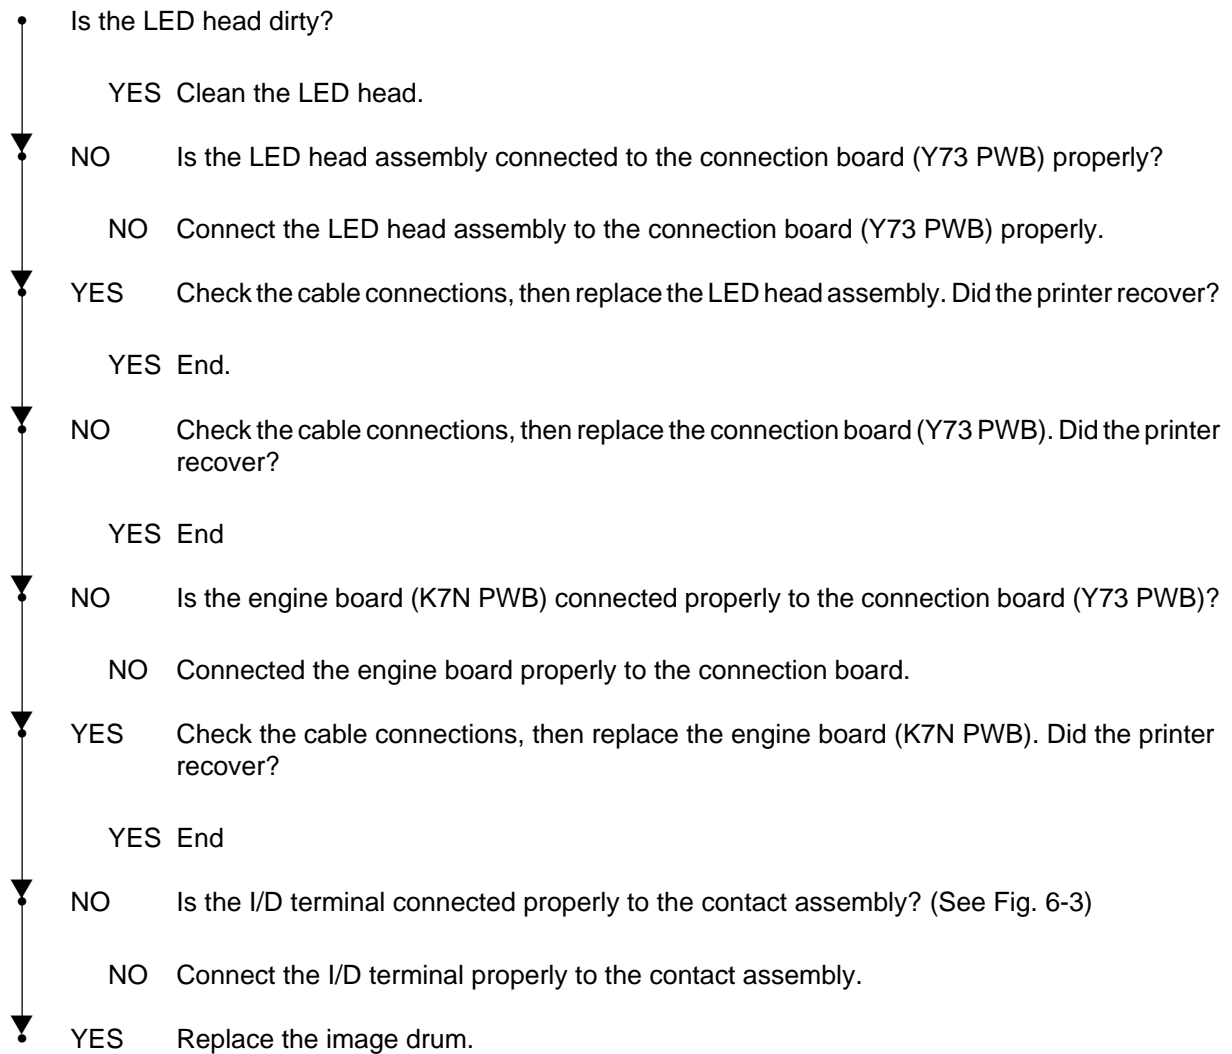 Is the LED head dirty?
YES Clean the LED head.
NO Is the LED head assembly connected to the connection board (Y73 PWB) properly?
NO Connect the LED head assembly to the connection board (Y73 PWB) properly.
YES Check the cable connections, then replace the LED head assembly. Did the printer recover?
YES End.
NO Check the cable connections, then replace the connection board (Y73 PWB). Did the printer
recover?
YES End
NO Is the engine board (K7N PWB) connected properly to the connection board (Y73 PWB)?
NO Connected the engine board properly to the connection board.
YES Check the cable connections, then replace the engine board (K7N PWB). Did the printer
recover?
YES End
NO Is the I/D terminal connected properly to the contact assembly? (See Fig. 6-3)
NO Connect the I/D terminal properly to the contact assembly.
YES Replace the image drum.